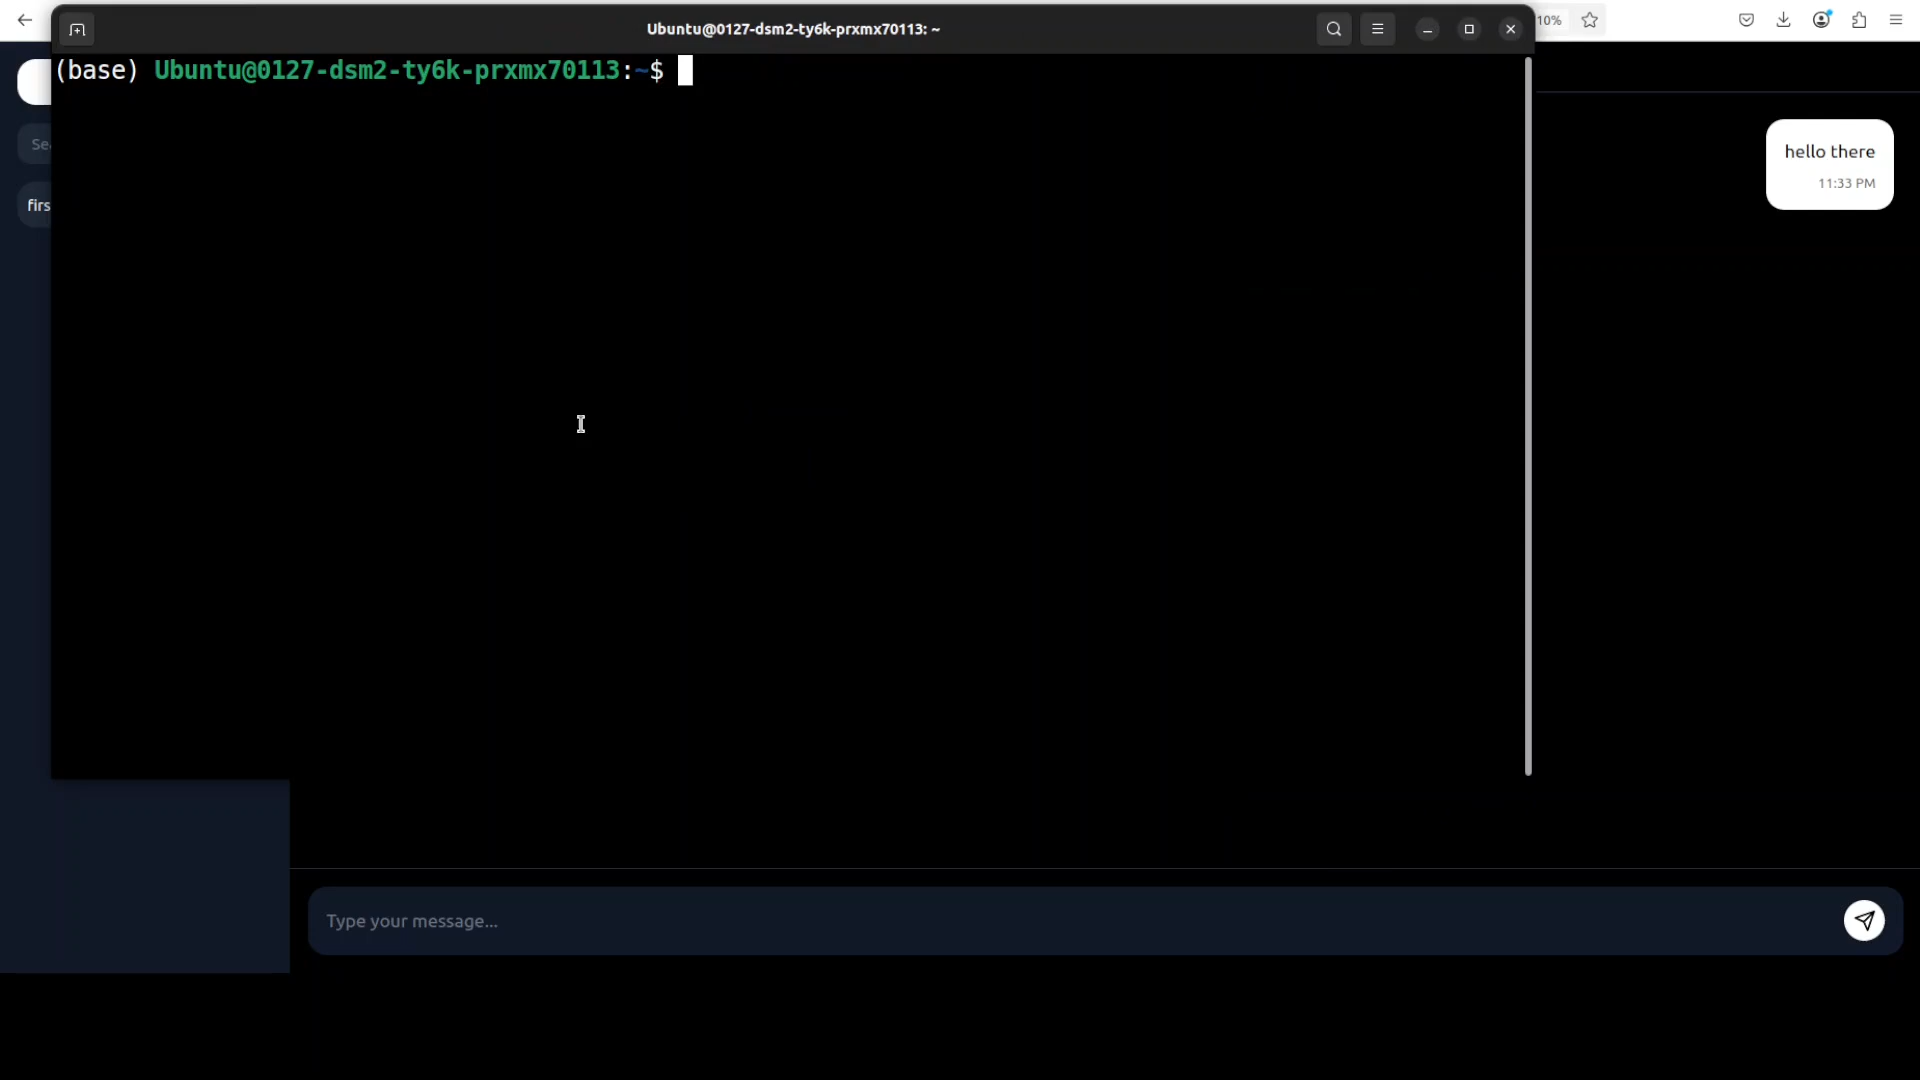 Ubuntu@0127-dsm2-ty6k-prxmx70113: ~
10%
(base) Ubuntu@0127-dsm2-ty6k-prxmx70113:~$
hello there
11:33 PM
Sea
firs
Type your message...